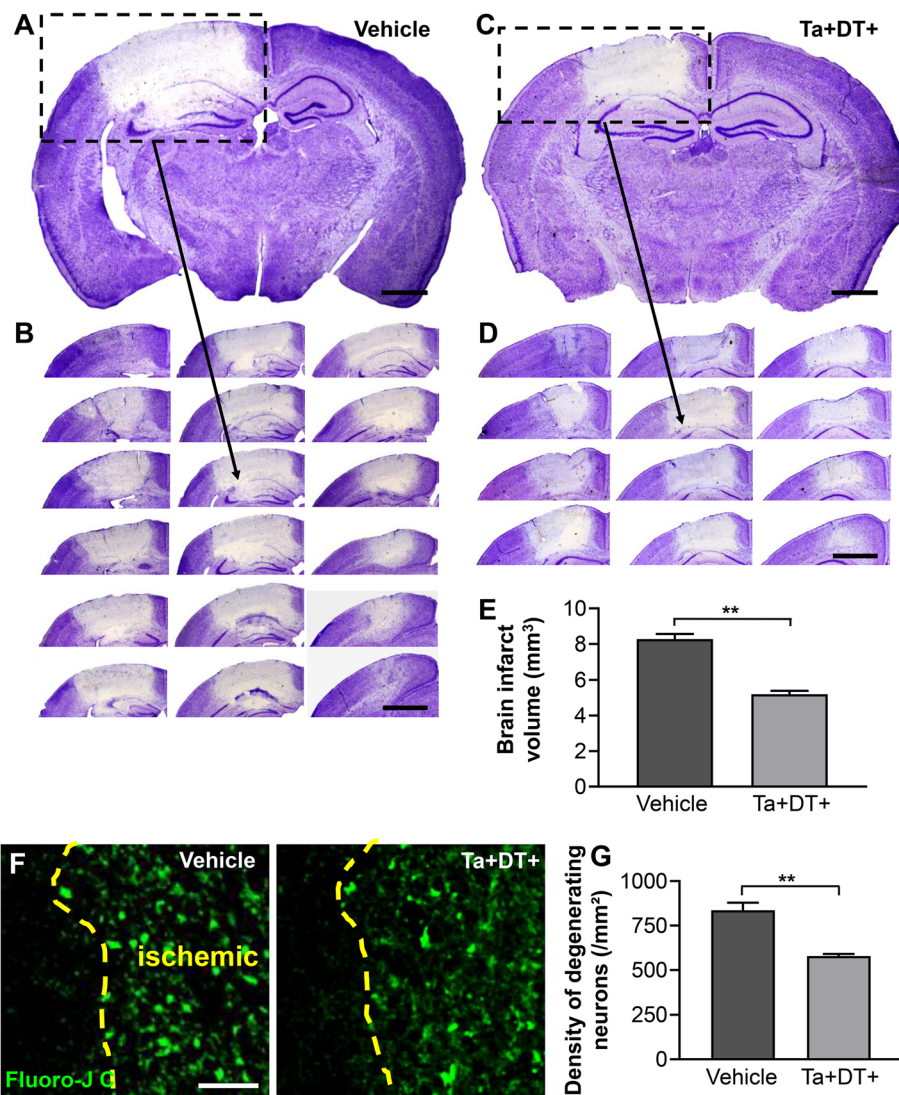 A
Vehicle
C
Ta+DT+
B
D
E
Brain infarct
volume (mm³)
10
8
6
4
2
0
**
Vehicle
Ta+DT+
F
Vehicle
ischemic
Fluoro-J C
Ta+DT+
G
Density of degenerating
neurons (/mm²)
1000
750
500
250
0
**
Vehicle
Ta+DT+